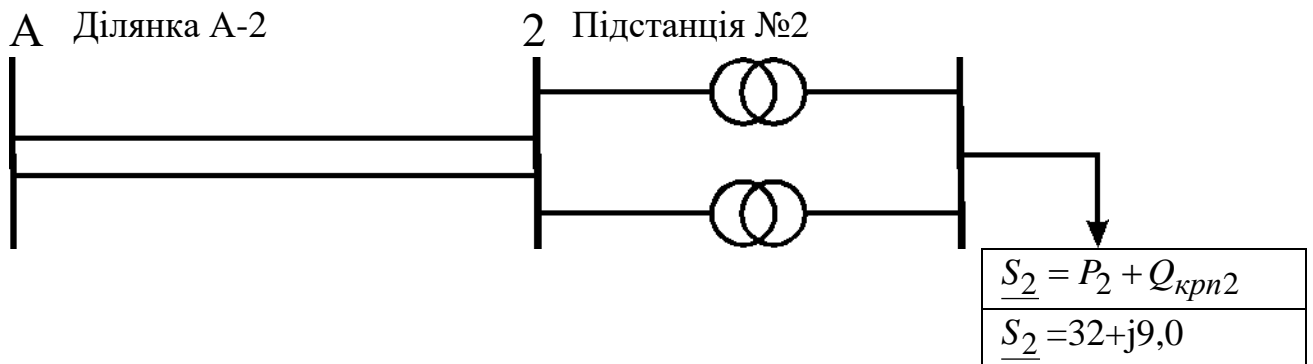 А Ділянка А-2 2 Підстанція №2
S2 = P2 + Qкрп2
S2 =32+j9,0